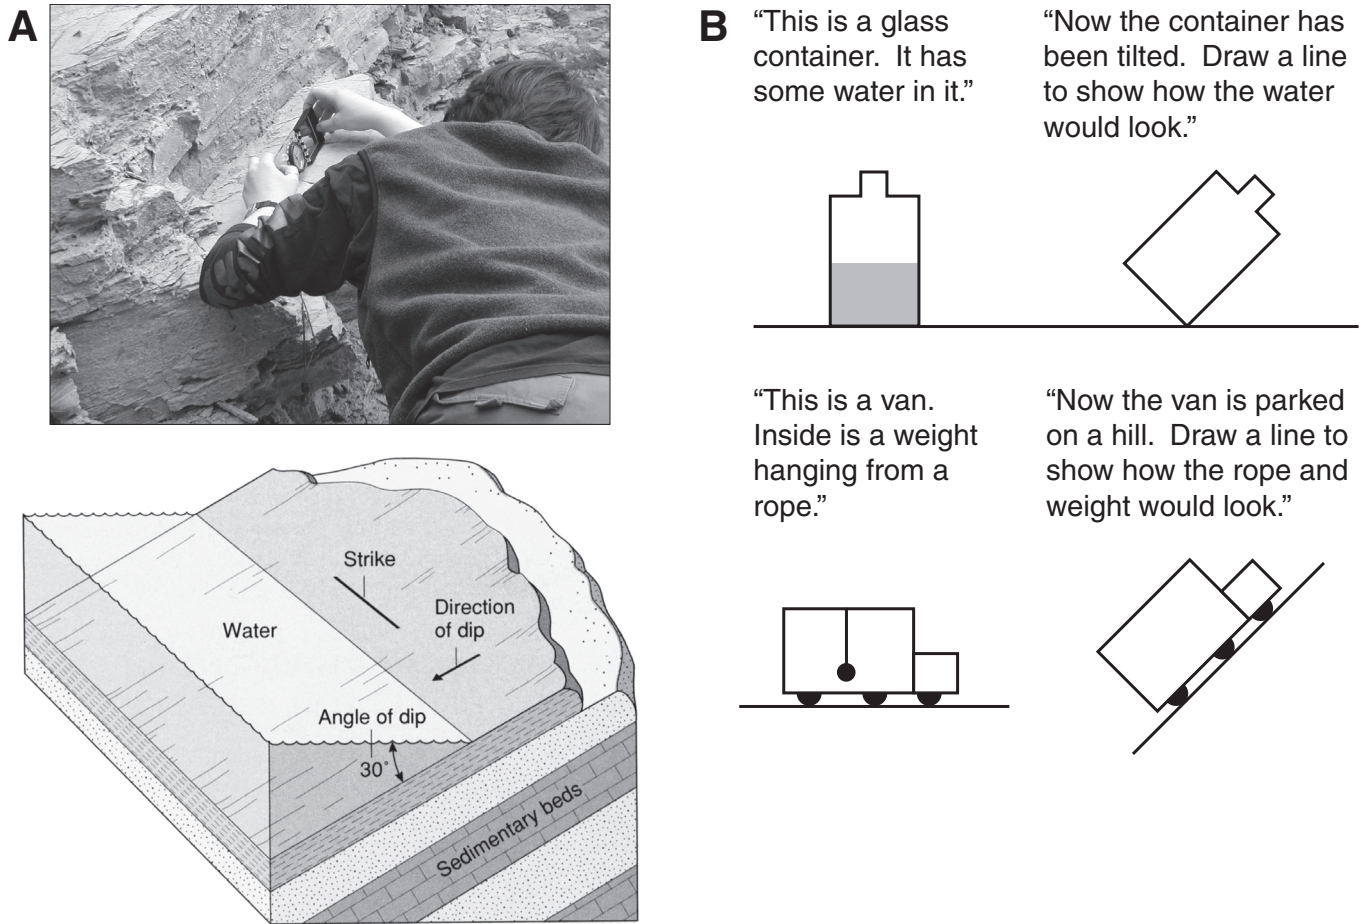 A
Strike
Direction
of dip
Water
Angle of dip
30°
Sedimentary beds
B
“This is a glass
container.  It has
some water in it.”
“Now the container has
been tilted.  Draw a line
to show how the water
would look.”
“This is a van.
Inside is a weight
hanging from a
rope.”
“Now the van is parked
on a hill.  Draw a line to
show how the rope and
weight would look.”